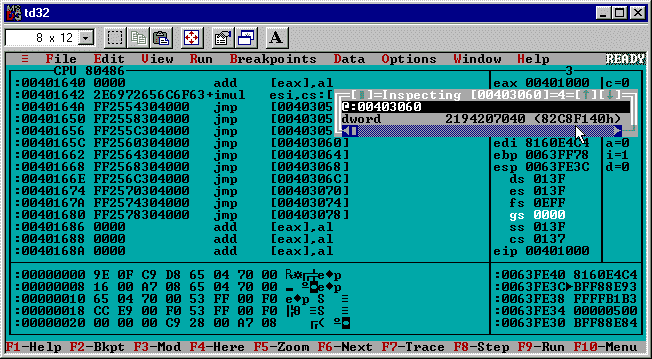 td32
8 x 12
A
≡ File Edit View Run Breakpoints Data Options Window Help READY
CPU 80486 3
:00401640 0000 add [eax],al eax 00401000 c=0
:00401642 2E6972656C6F63+imul esi,cs:[
:0040164A FF2554304000 jmp [0040305
:00401650 FF2558304000 jmp [0040305
:00401656 FF255C304000 jmp [0040305
:0040165C FF2560304000 jmp [00403060] edi 8160E4C4 a=0
:00401662 FF2564304000 jmp [00403064] ebp 0063FF78 i=1
:00401668 FF2568304000 jmp [00403068] esp 0063FE3C d=0
:0040166E FF256C304000 jmp [0040306C] ds 013F
:00401674 FF2570304000 jmp [00403070] es 013F
:0040167A FF2574304000 jmp [00403074] fs 0EFF
:00401680 FF2578304000 jmp [00403078] gs 0000
:00401686 0000 add [eax],al ss 013F
:00401688 0000 add [eax],al cs 0137
:0040168A 0000 add [eax],al eip 00401000
Inspecting [00403060]=4=[↑][↓]
@:00403060
dword 2194207040 (82C8F140h)
:00000000 9E 0F C9 D8 65 04 70 00 :0063FE40 8160E4C4
:00000008 16 00 A7 08 65 04 70 00 :0063FE3C►BFF88E93
:00000010 65 04 70 00 53 FF 00 F0 :0063FE38 FFFFB1B3
:00000018 CC E9 00 F0 53 FF 00 F0 :0063FE34 00000500
:00000020 00 00 00 C9 28 00 A7 08 :0063FE30 BFF88E84
F1-Help F2-Bkpt F3-Mod F4-Here F5-Zoom F6-Next F7-Trace F8-Step F9-Run F10-Menu